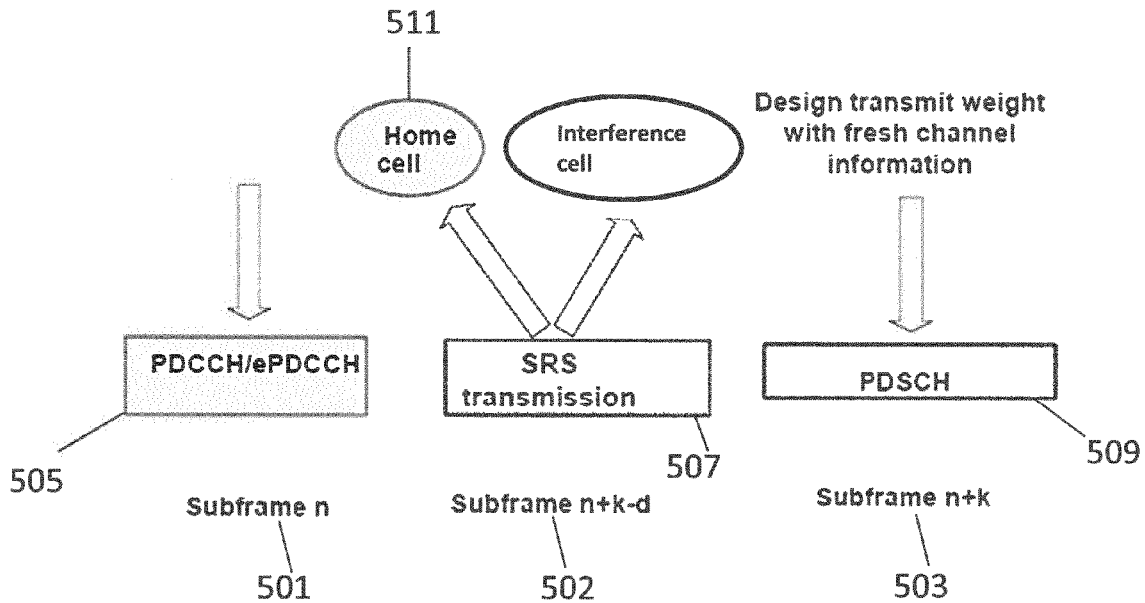 511
Home
cell
Interference
cell
Design transmit weight
with fresh channel
information
PDCCH/ePDCCH
SRS
transmission
PDSCH
505
507
509
Subframe n
Subframe n+k-d
Subframe n+k
501
502
503